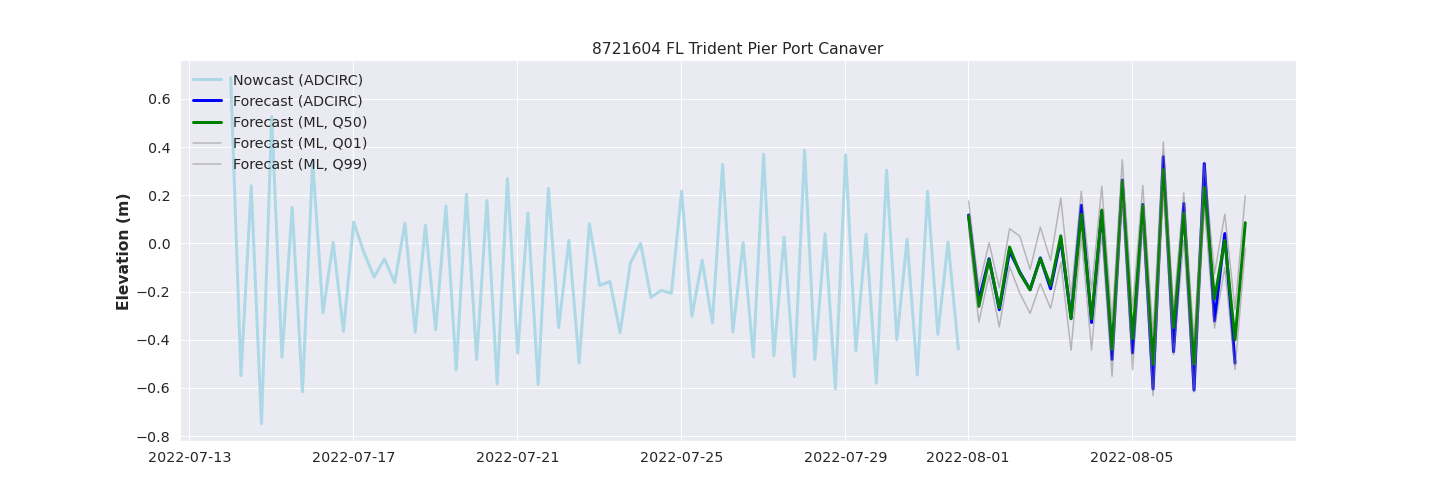 8721604 FL Trident Pier Port Canaver
Nowcast (ADCIRC)
Forecast (ADCIRC)
Forecast (ML, Q50)
Forecast (ML, Q01)
Forecast (ML, Q99)
Elevation (m)
0.6
0.4
0.2
0.0
−0.2
−0.4
−0.6
−0.8
2022-07-13 2022-07-17 2022-07-21 2022-07-25 2022-07-29 2022-08-01 2022-08-05